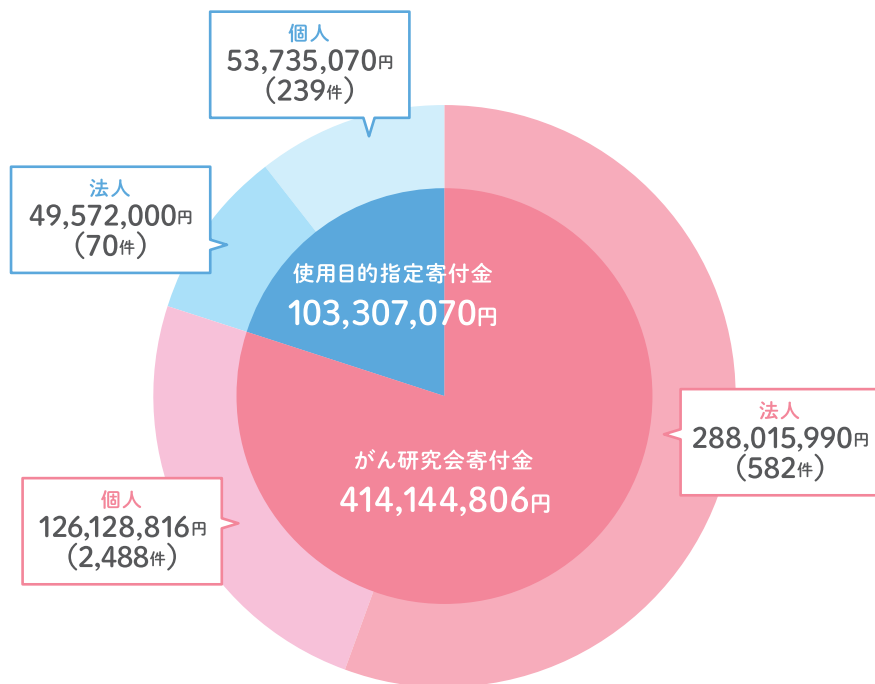 個人
53,735,070円
（239件）
法人
49,572,000円
（70件）
使用目的指定寄付金
103,307,070円
がん研究会寄付金
414,144,806円
法人
288,015,990円
（582件）
個人
126,128,816円
（2,488件）